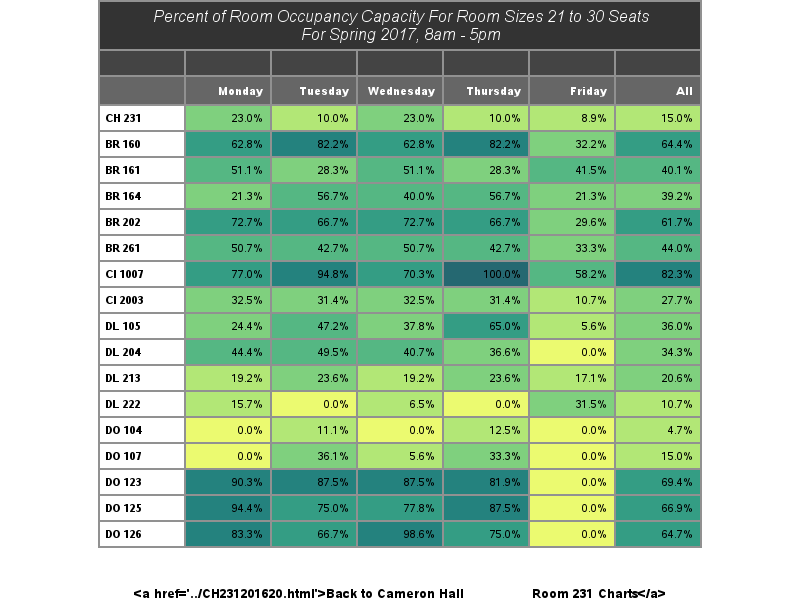 Percent of Room Occupancy Capacity For Room Sizes 21 to 30 Seats
For Spring 2017, 8am - 5pm
Monday Tuesday Wednesday Thursday Friday All
CH 231 23.0% 10.0% 23.0% 10.0% 8.9% 15.0%
BR 160 62.8% 82.2% 62.8% 82.2% 32.2% 64.4%
BR 161 51.1% 28.3% 51.1% 28.3% 41.5% 40.1%
BR 164 21.3% 56.7% 40.0% 56.7% 21.3% 39.2%
BR 202 72.7% 66.7% 72.7% 66.7% 29.6% 61.7%
BR 261 50.7% 42.7% 50.7% 42.7% 33.3% 44.0%
CI 1007 77.0% 94.8% 70.3% 100.0% 58.2% 82.3%
CI 2003 32.5% 31.4% 32.5% 31.4% 10.7% 27.7%
DL 105 24.4% 47.2% 37.8% 65.0% 5.6% 36.0%
DL 204 44.4% 49.5% 40.7% 36.6% 0.0% 34.3%
DL 213 19.2% 23.6% 19.2% 23.6% 17.1% 20.6%
DL 222 15.7% 0.0% 6.5% 0.0% 31.5% 10.7%
DO 104 0.0% 11.1% 0.0% 12.5% 0.0% 4.7%
DO 107 0.0% 36.1% 5.6% 33.3% 0.0% 15.0%
DO 123 90.3% 87.5% 87.5% 81.9% 0.0% 69.4%
DO 125 94.4% 75.0% 77.8% 87.5% 0.0% 66.9%
DO 126 83.3% 66.7% 98.6% 75.0% 0.0% 64.7%
<a href='../CH231201620.html'>Back to Cameron Hall Room 231 Charts</a>